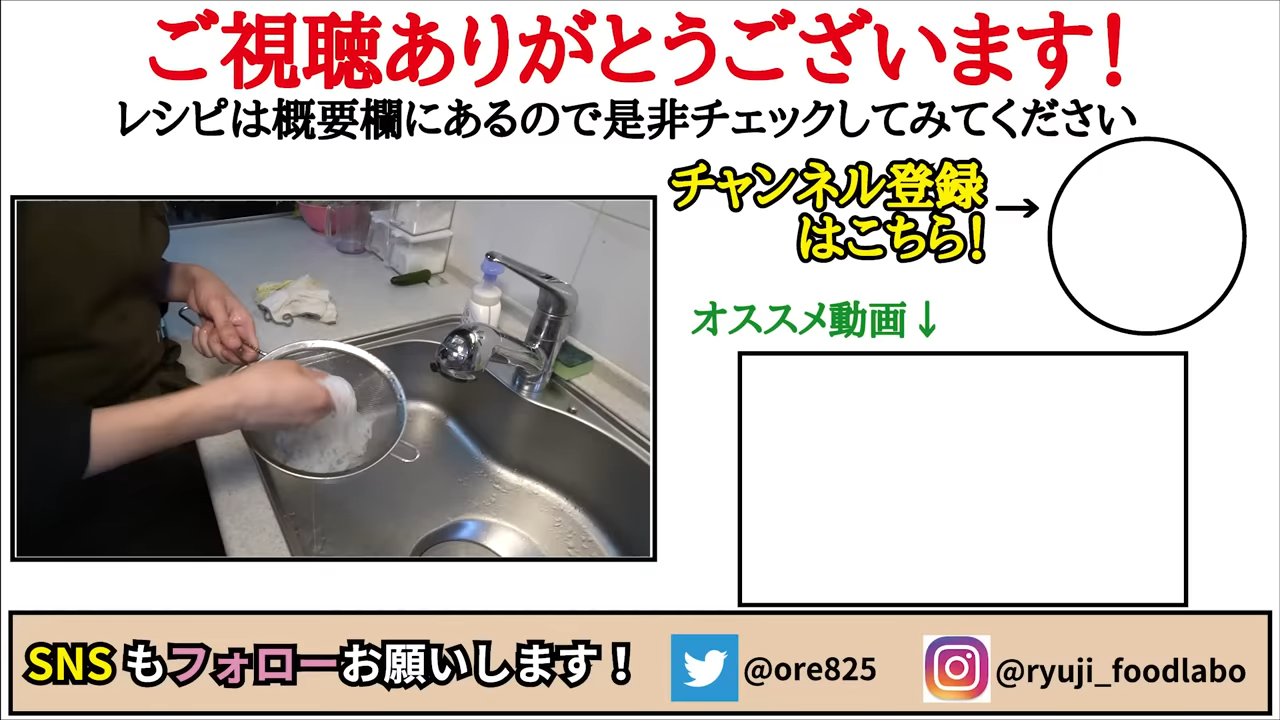 ご視聴ありがとうございます!
レシピは概要欄にあるので是非チェックしてみてください
チャンネル登録
はこちら!
→
オススメ動画↓
SNSもフォローお願いします!
@ore825
@ryuji_foodlabo